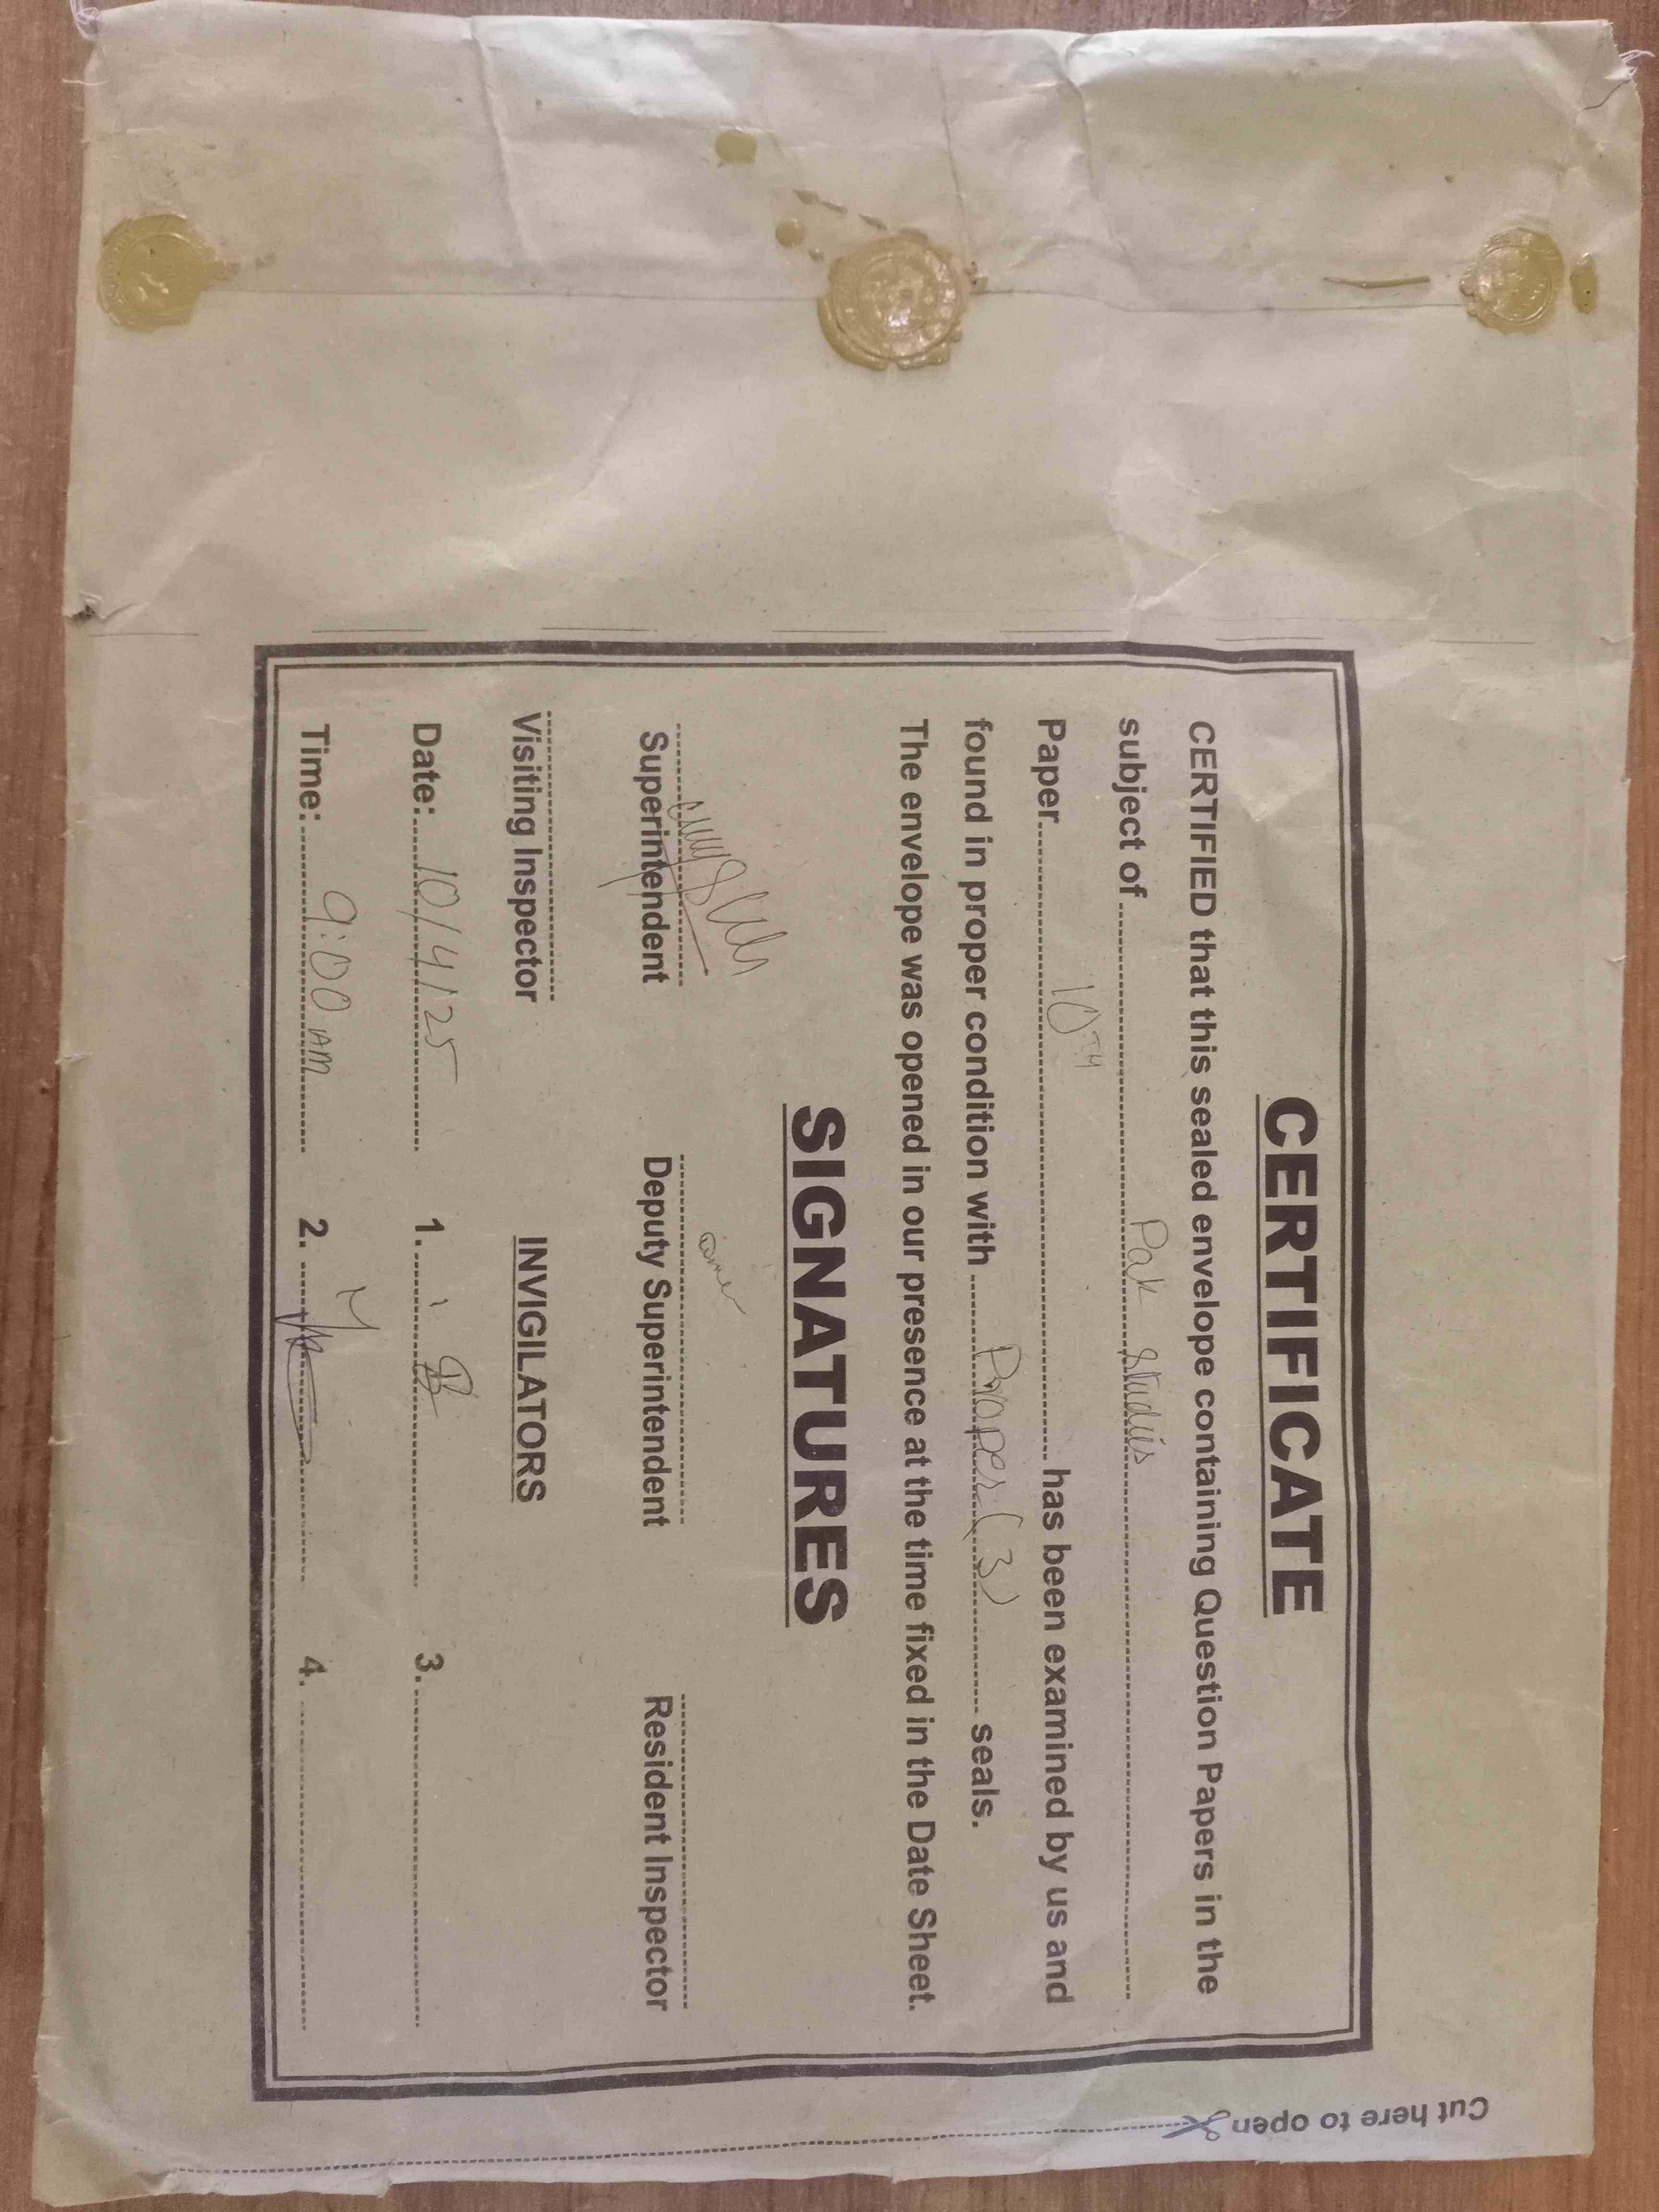 CERTIFICATE
CERTIFIED that this sealed envelope containing Question Papers in the
subject of Pak Studies
Paper 10TH has been examined by us and
found in proper condition with Proper (3) seals.
The envelope was opened in our presence at the time fixed in the Date Sheet.
SIGNATURES
Superintendent Deputy Superintendent Resident Inspector
Visiting Inspector INVIGILATORS
Date: 10/4/25 1. 3.
Time: 9:00 AM 2. 4.
Cut here to open